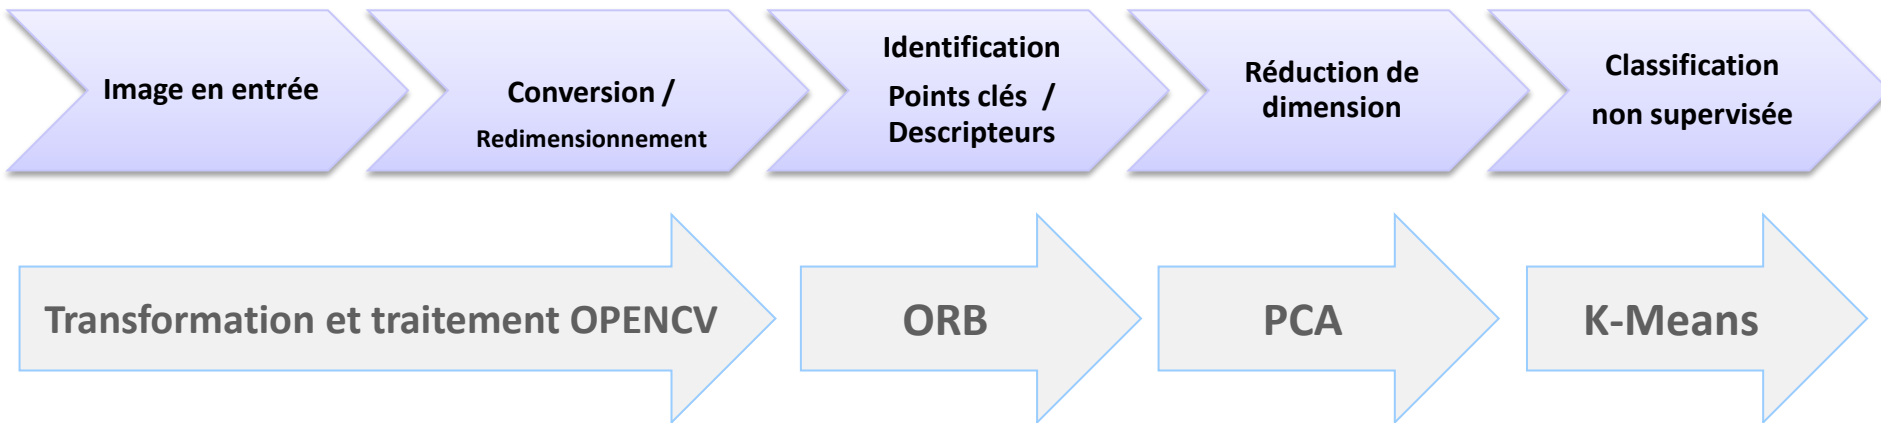 Image en entrée
Conversion /
Redimensionnement
Identification
Points clés /
Descripteurs
Réduction de
dimension
Classification
non supervisée
Transformation et traitement OPENCV
ORB
PCA
K-Means